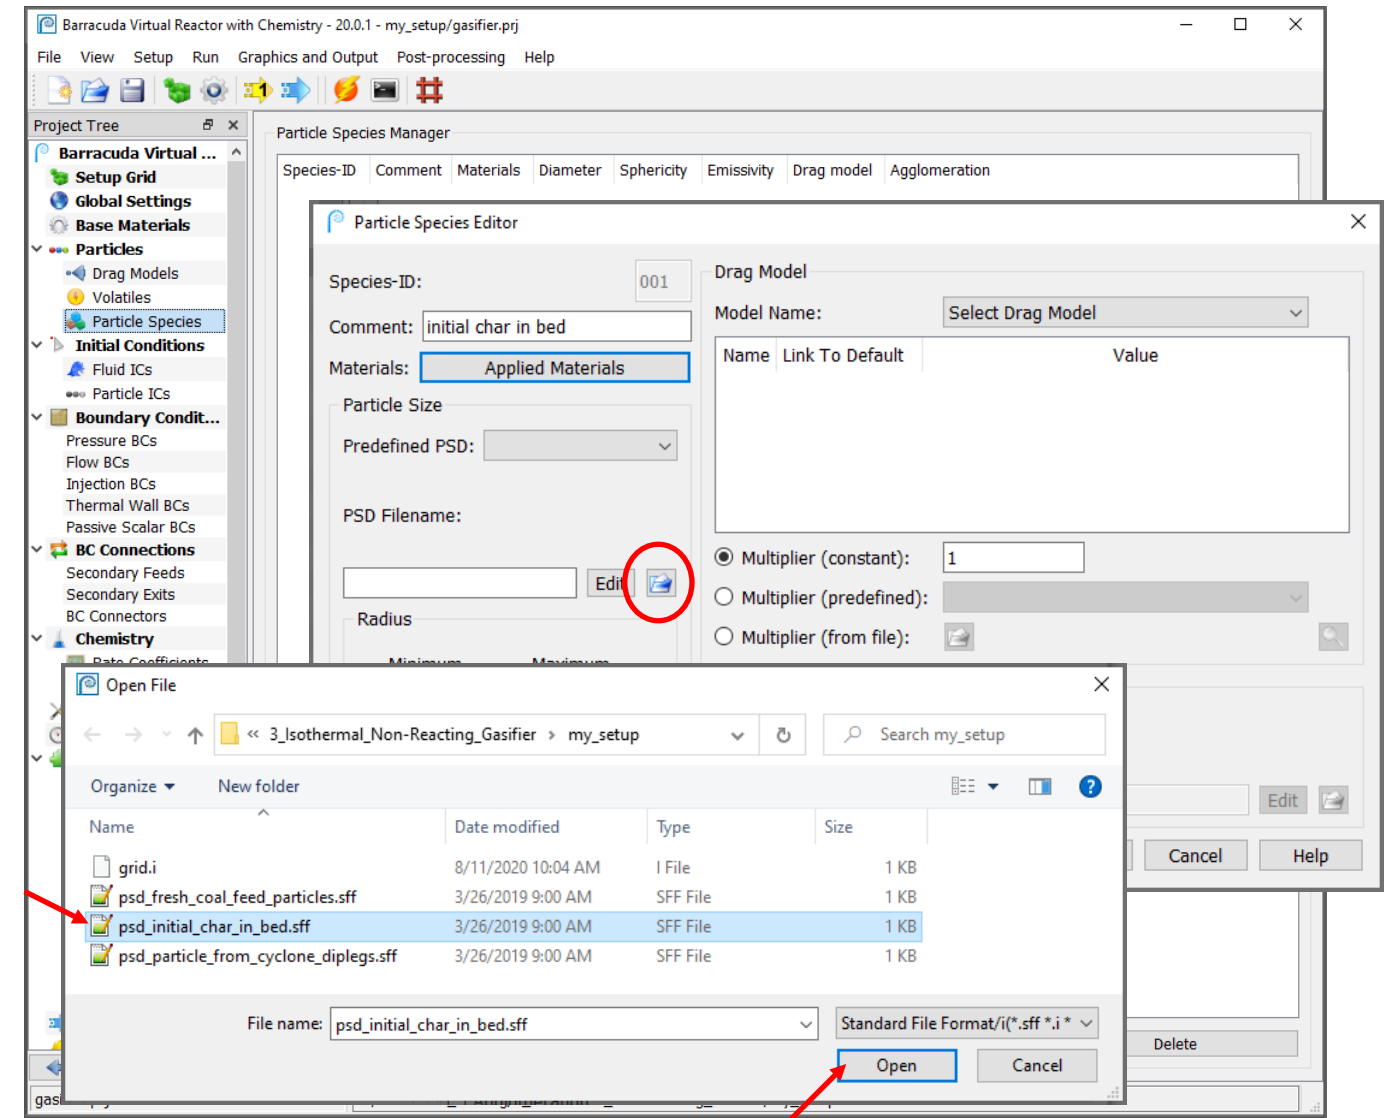 Barracuda Virtual Reactor with Chemistry - 20.0.1 - my_setup/gasifier.prj
File View Setup Run Graphics and Output Post-processing Help
Project Tree
Barracuda Virtual ...
Setup Grid
Global Settings
Base Materials
Particles
Drag Models
Volatiles
Particle Species
Initial Conditions
Fluid ICs
Particle ICs
Boundary Condit...
Pressure BCs
Flow BCs
Injection BCs
Thermal Wall BCs
Passive Scalar BCs
BC Connections
Secondary Feeds
Secondary Exits
BC Connectors
Chemistry
Rate Coefficients
Particle Species Manager
Species-ID Comment Materials Diameter Sphericity Emissivity Drag model Agglomeration
Particle Species Editor
Species-ID: 001
Comment: initial char in bed
Materials: Applied Materials
Particle Size
Predefined PSD:
PSD Filename:
Edit
Radius
Minimum Maximum
Drag Model
Model Name: Select Drag Model
Name Link To Default Value
Multiplier (constant): 1
Multiplier (predefined):
Multiplier (from file):
Edit
Cancel Help
Open File
« 3_Isothermal_Non-Reacting_Gasifier › my_setup
Search my_setup
Organize New folder
Name Date modified Type Size
grid.i 8/11/2020 10:04 AM I File 1 KB
psd_fresh_coal_feed_particles.sff 3/26/2019 9:00 AM SFF File 1 KB
psd_initial_char_in_bed.sff 3/26/2019 9:00 AM SFF File 1 KB
psd_particle_from_cyclone_diplegs.sff 3/26/2019 9:00 AM SFF File 1 KB
File name: psd_initial_char_in_bed.sff
Standard File Format/i(*.sff *.i *
Open Cancel
Delete
gasi